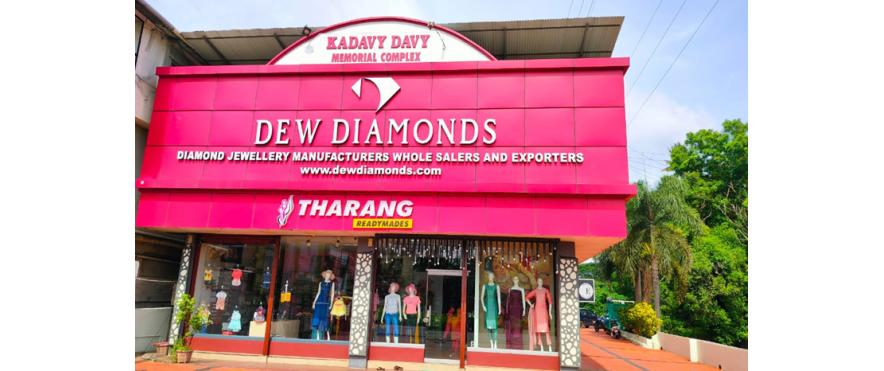 KADAVY DAVY
MEMORIAL COMPLEX
DEW DIAMONDS
DIAMOND JEWELLERY MANUFACTURERS WHOLE SALERS AND EXPORTERS
www.dewdiamonds.com
THARANG
READYMADES